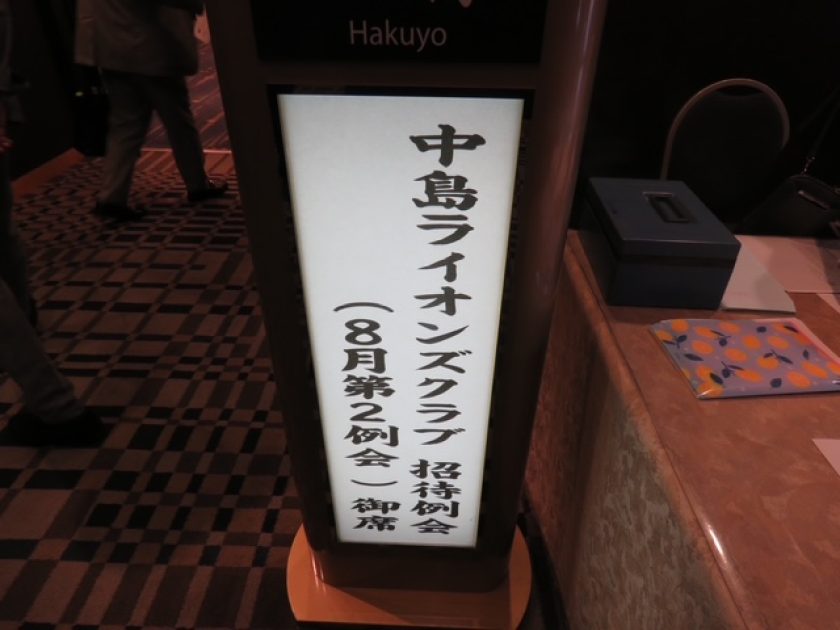 Hakuyo
中島ライオンズクラブ 招待例会
（8月第2例会）御席